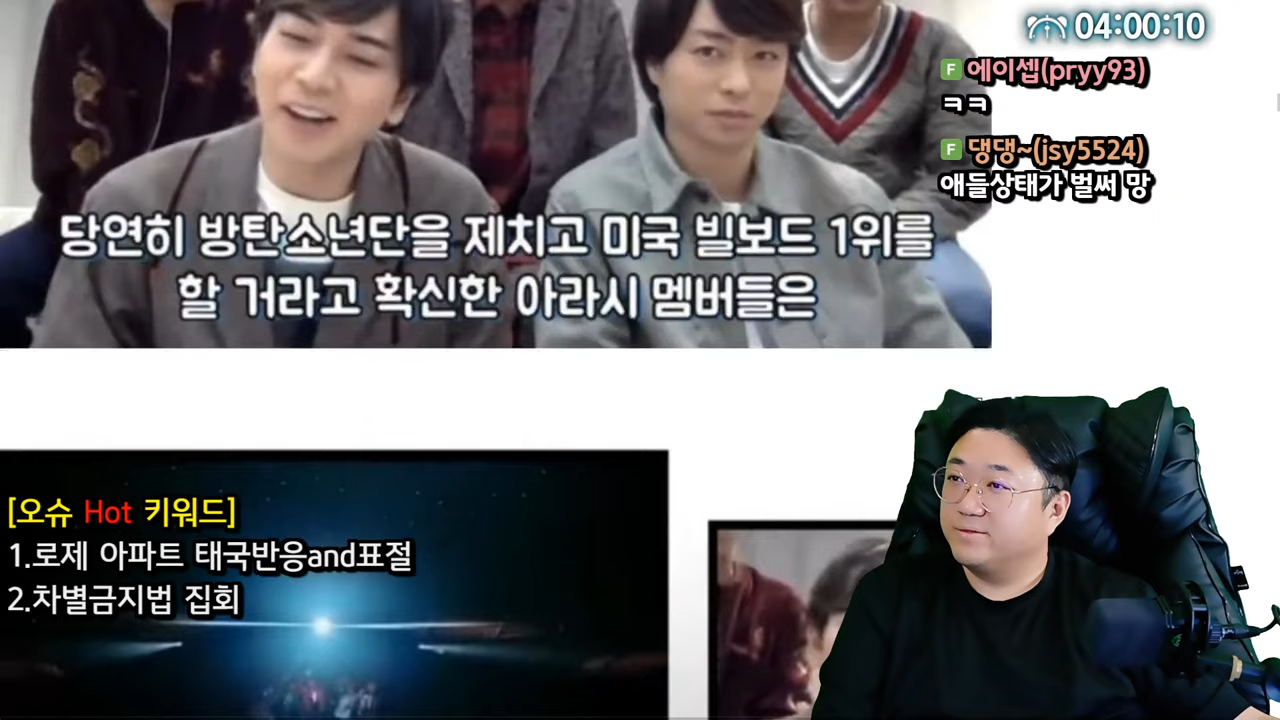 04:00:10
F 에이셉(pryy93)
ㅋㅋ
F 댕댕~(jsy5524)
애들상태가 벌써 망
당연히 방탄소년단을 제치고 미국 빌보드 1위를
할 거라고 확신한 아라시 멤버들은
[오슈 Hot 키워드]
1.로제 아파트 태국반응and표절
2.차별금지법 집회